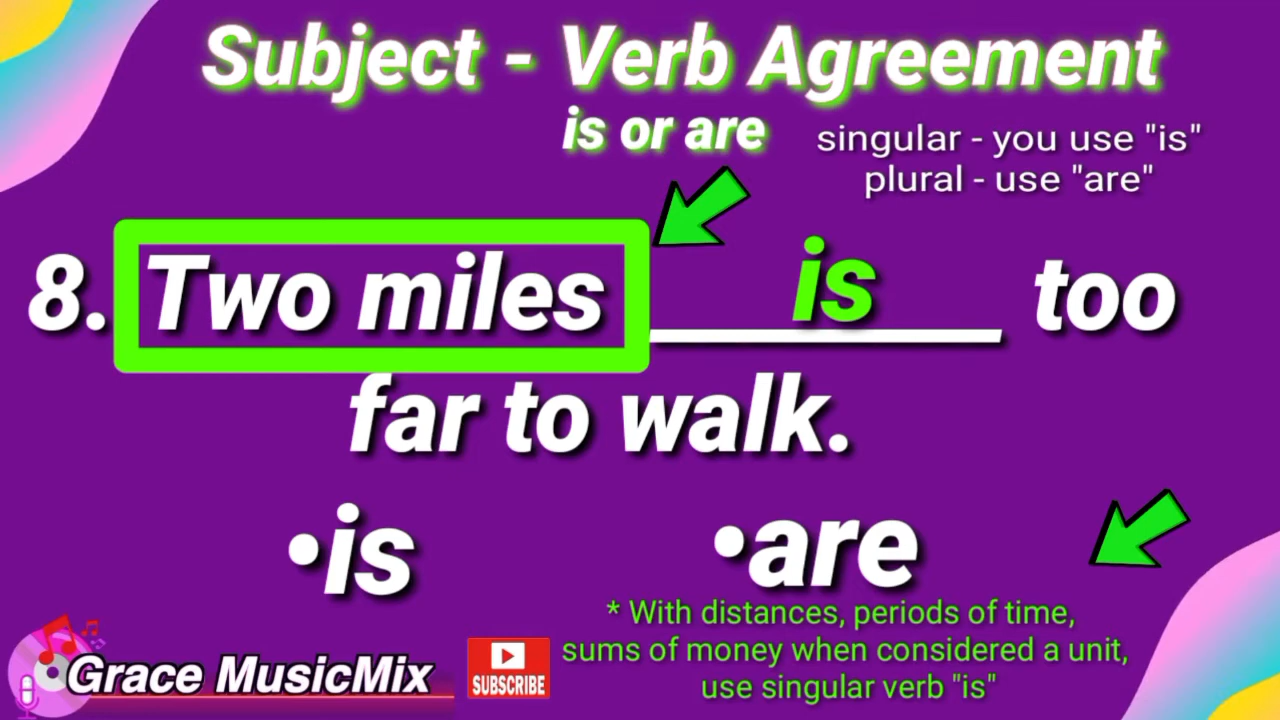 Subject - Verb Agreement
is or are
singular - you use "is"
plural - use "are"
8. Two miles is too
far to walk.
•is •are
* With distances, periods of time,
sums of money when considered a unit,
use singular verb "is"
Grace MusicMix
SUBSCRIBE